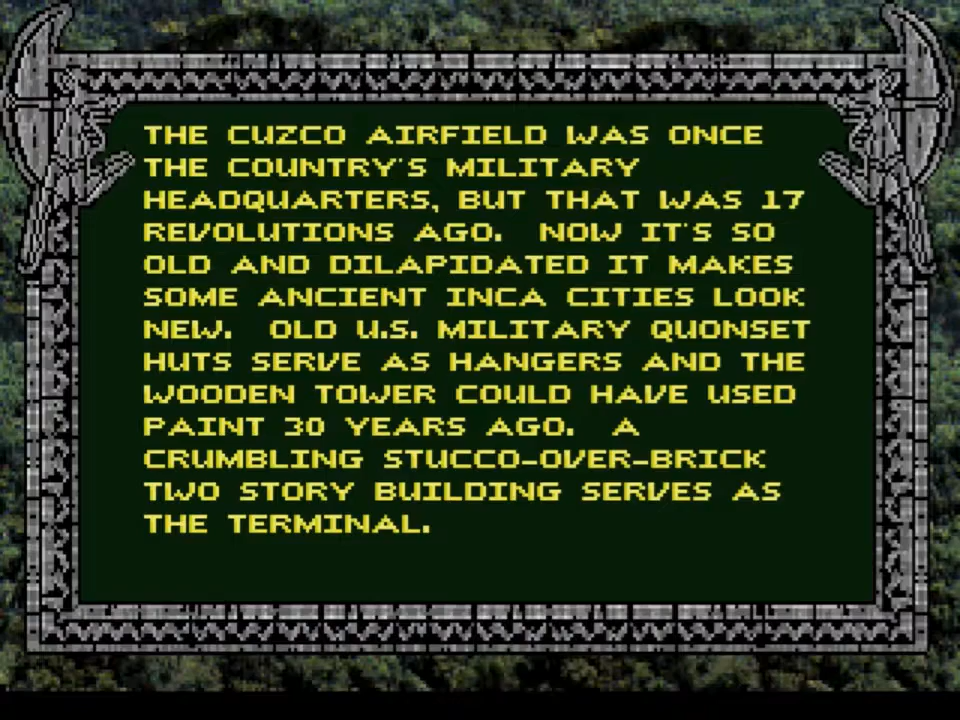 THE CUZCO AIRFIELD WAS ONCE
THE COUNTRY'S MILITARY
HEADQUARTERS, BUT THAT WAS 17
REVOLUTIONS AGO.  NOW IT'S SO
OLD AND DILAPIDATED IT MAKES
SOME ANCIENT INCA CITIES LOOK
NEW.  OLD U.S. MILITARY QUONSET
HUTS SERVE AS HANGERS AND THE
WOODEN TOWER COULD HAVE USED
PAINT 30 YEARS AGO.  A
CRUMBLING STUCCO-OVER-BRICK
TWO STORY BUILDING SERVES AS
THE TERMINAL.